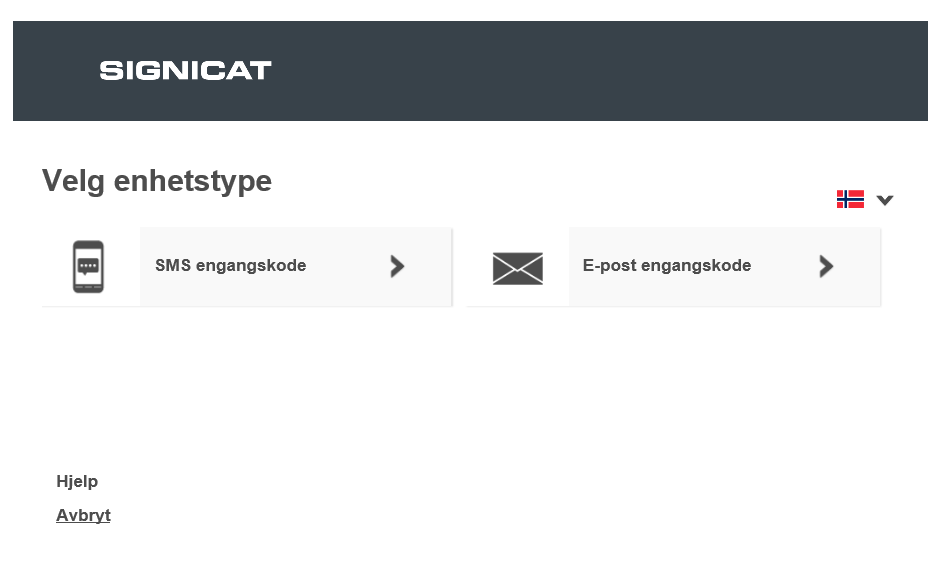 SIGNICAT
Velg enhetstype
SMS engangskode
E-post engangskode
Hjelp
Avbryt